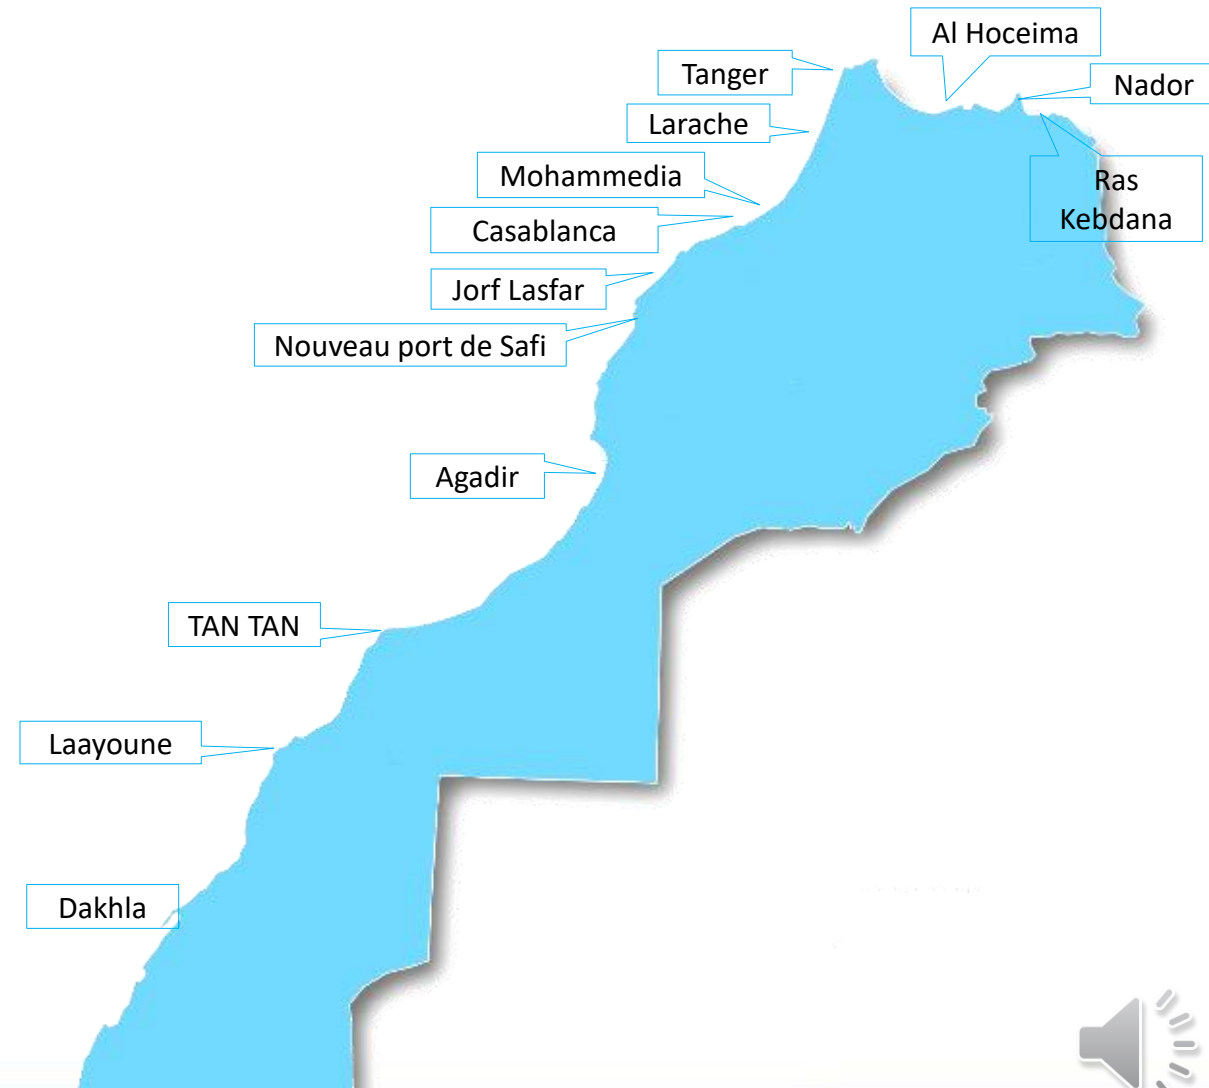 Al Hoceima
Tanger
Nador
Larache
Mohammedia
Ras
Kebdana
Casablanca
Jorf Lasfar
Nouveau port de Safi
Agadir
TAN TAN
Laayoune
Dakhla